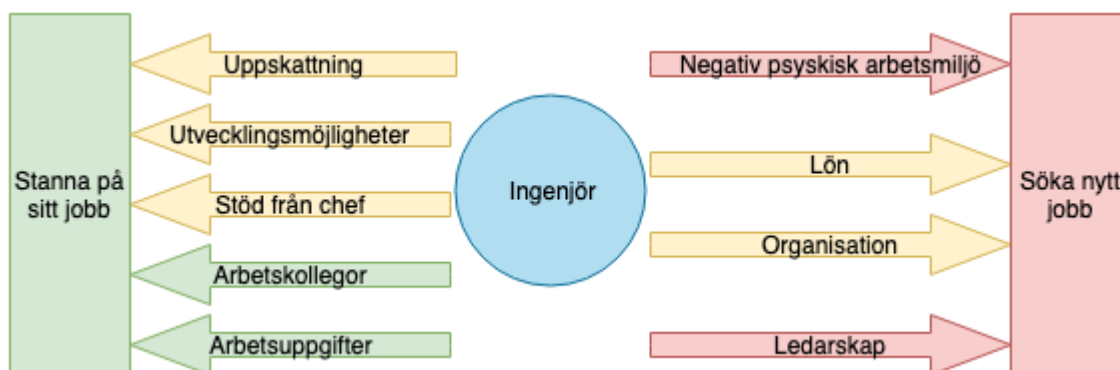 Uppskattning
Utvecklingsmöjligheter
Stöd från chef
Arbetskollegor
Arbetsuppgifter
Stanna på
sitt jobb
Ingenjör
Negativ psyskisk arbetsmiljö
Lön
Organisation
Ledarskap
Söka nytt
jobb